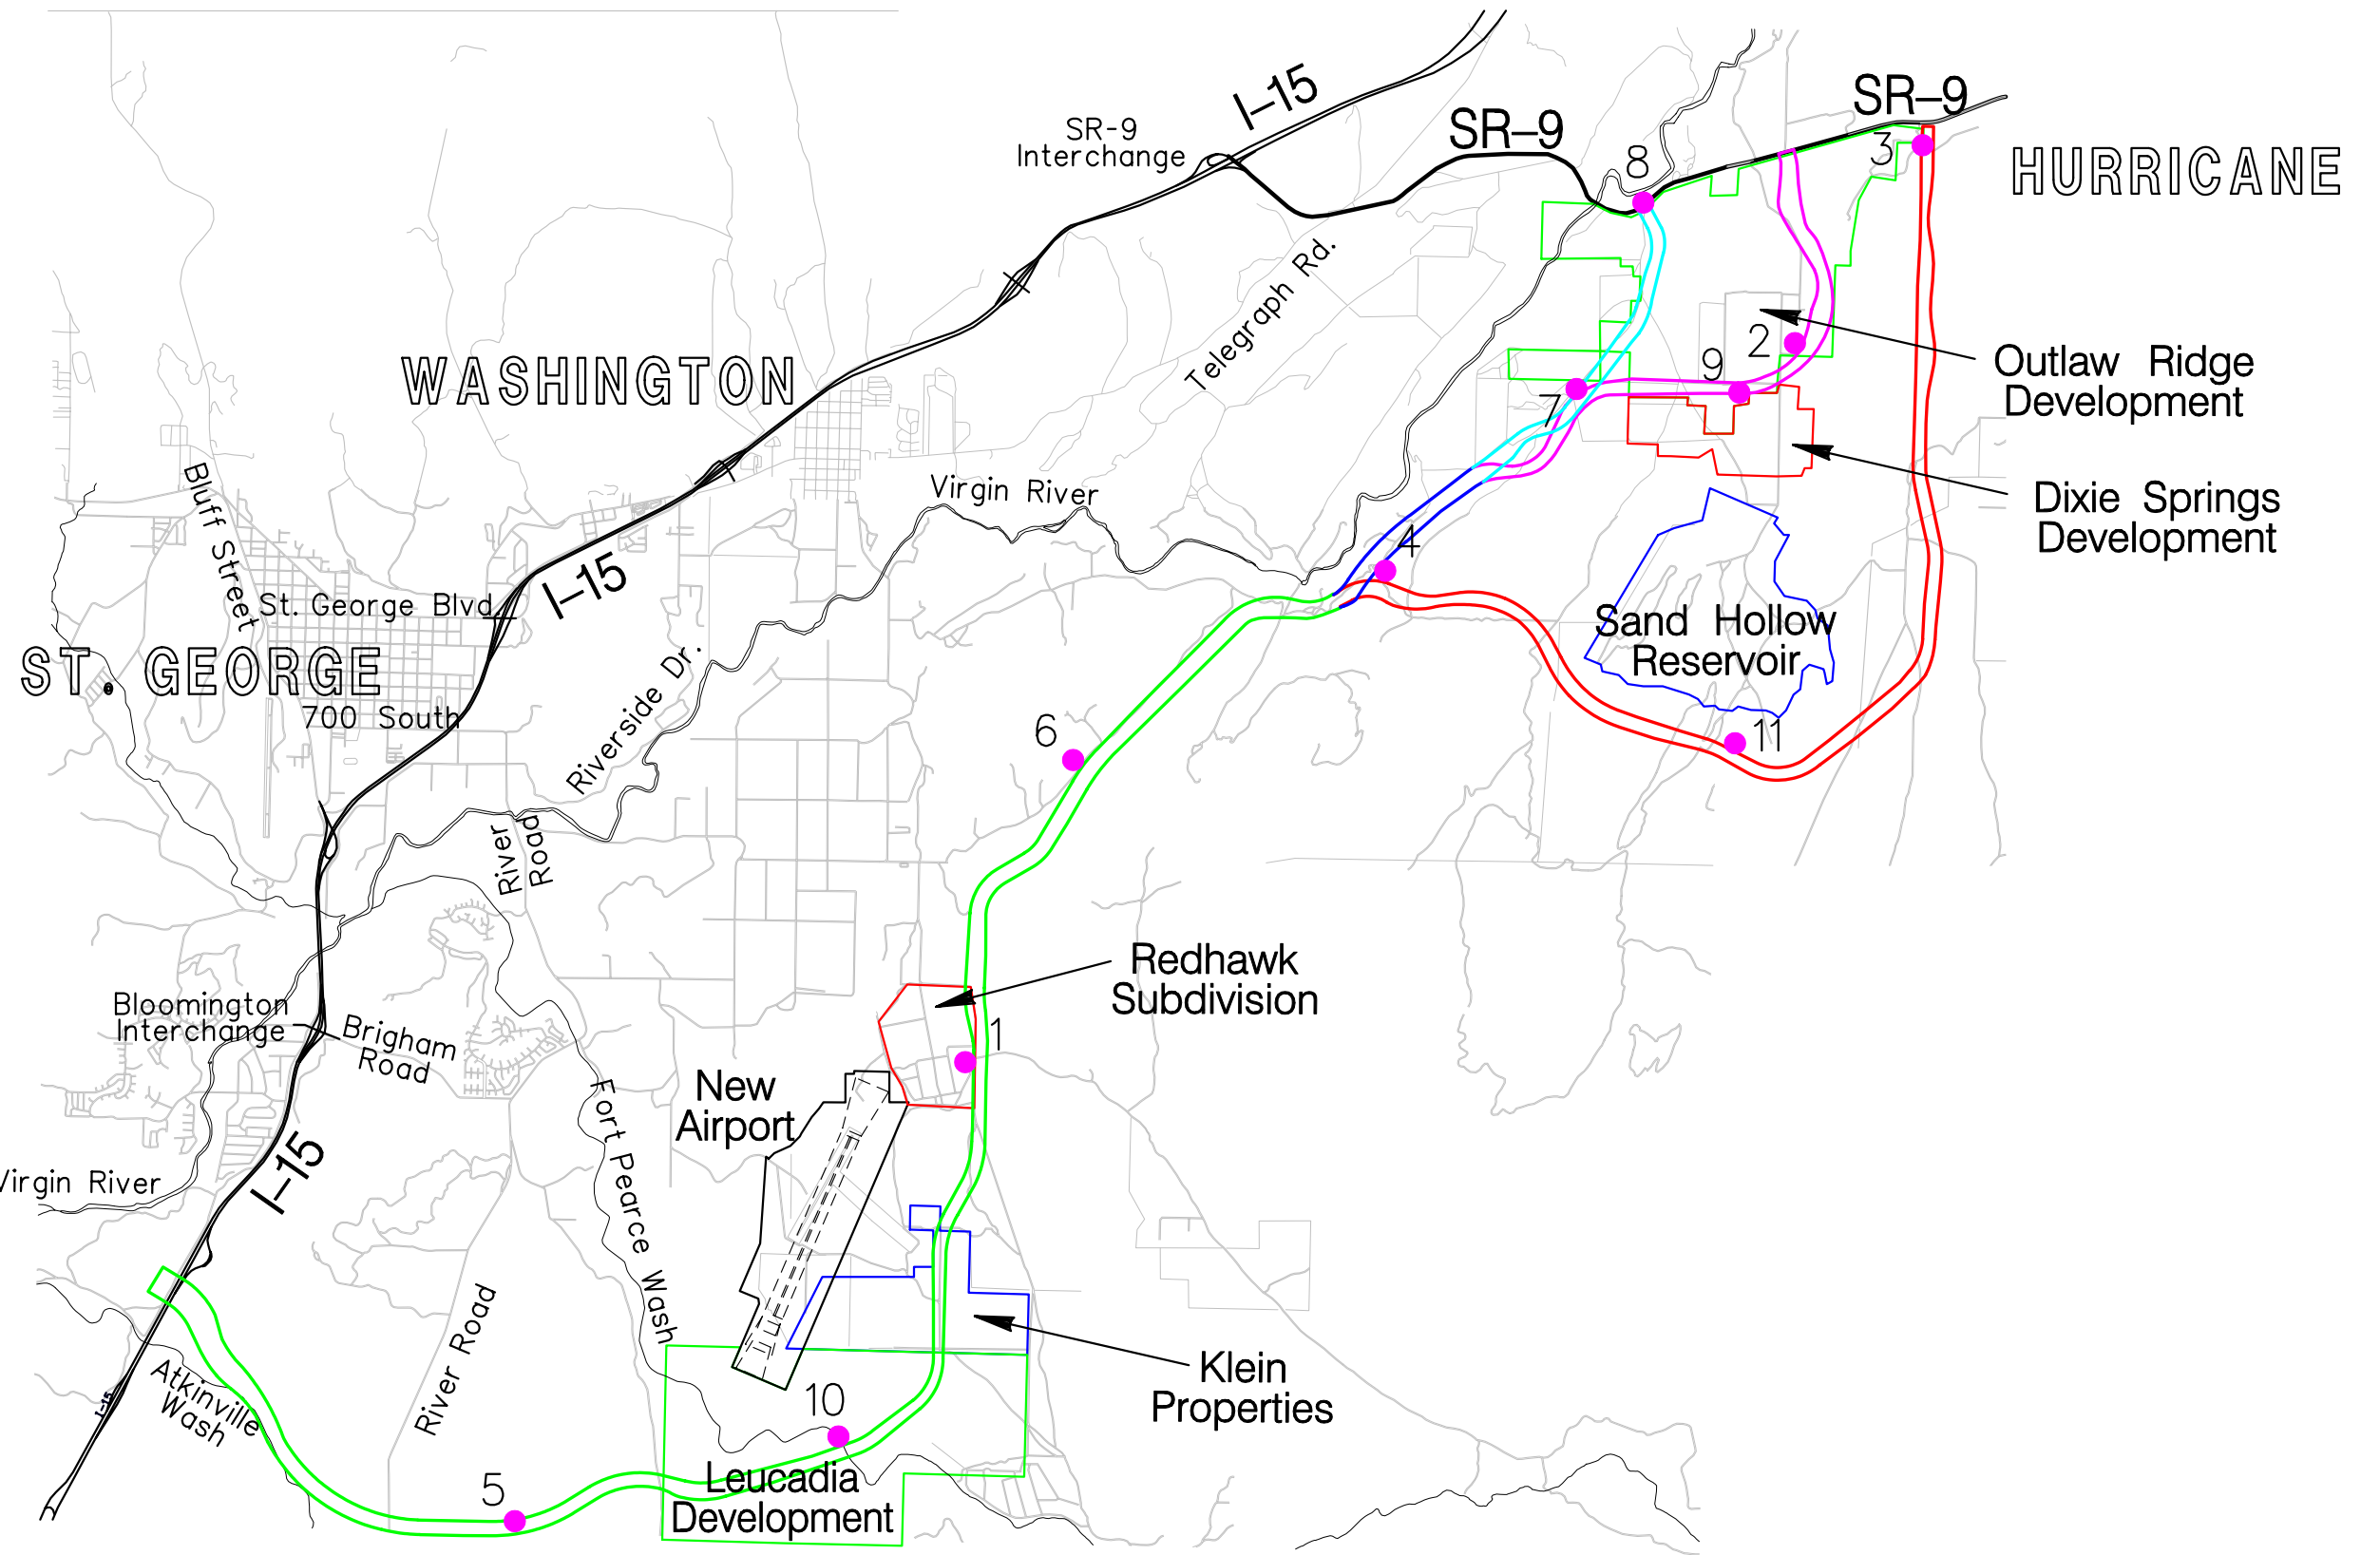 I-15
SR-9
Interchange
SR-9
SR-9
HURRICANE
8
3
Telegraph Rd.
WASHINGTON
Outlaw Ridge
Development
2
9
7
Dixie Springs
Development
Virgin River
Bluff Street
4
I-15
St. George Blvd.
ST. GEORGE
700 South
Riverside Dr.
Sand Hollow
Reservoir
6
11
River
Road
Redhawk
Subdivision
1
Bloomington
Interchange
Brigham
Road
New
Airport
Fort Pearce Wash
I-15
Virgin River
River Road
Klein
Properties
Atkinville
Wash
I-15
10
5
Leucadia
Development